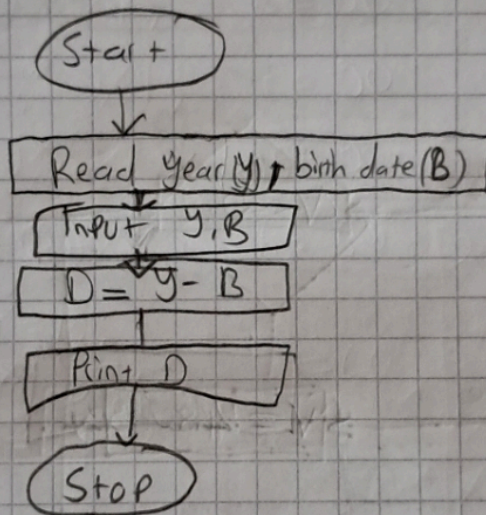 Start
Read year(y), birth date(B)
Input y,B
D = y - B
Print D
Stop